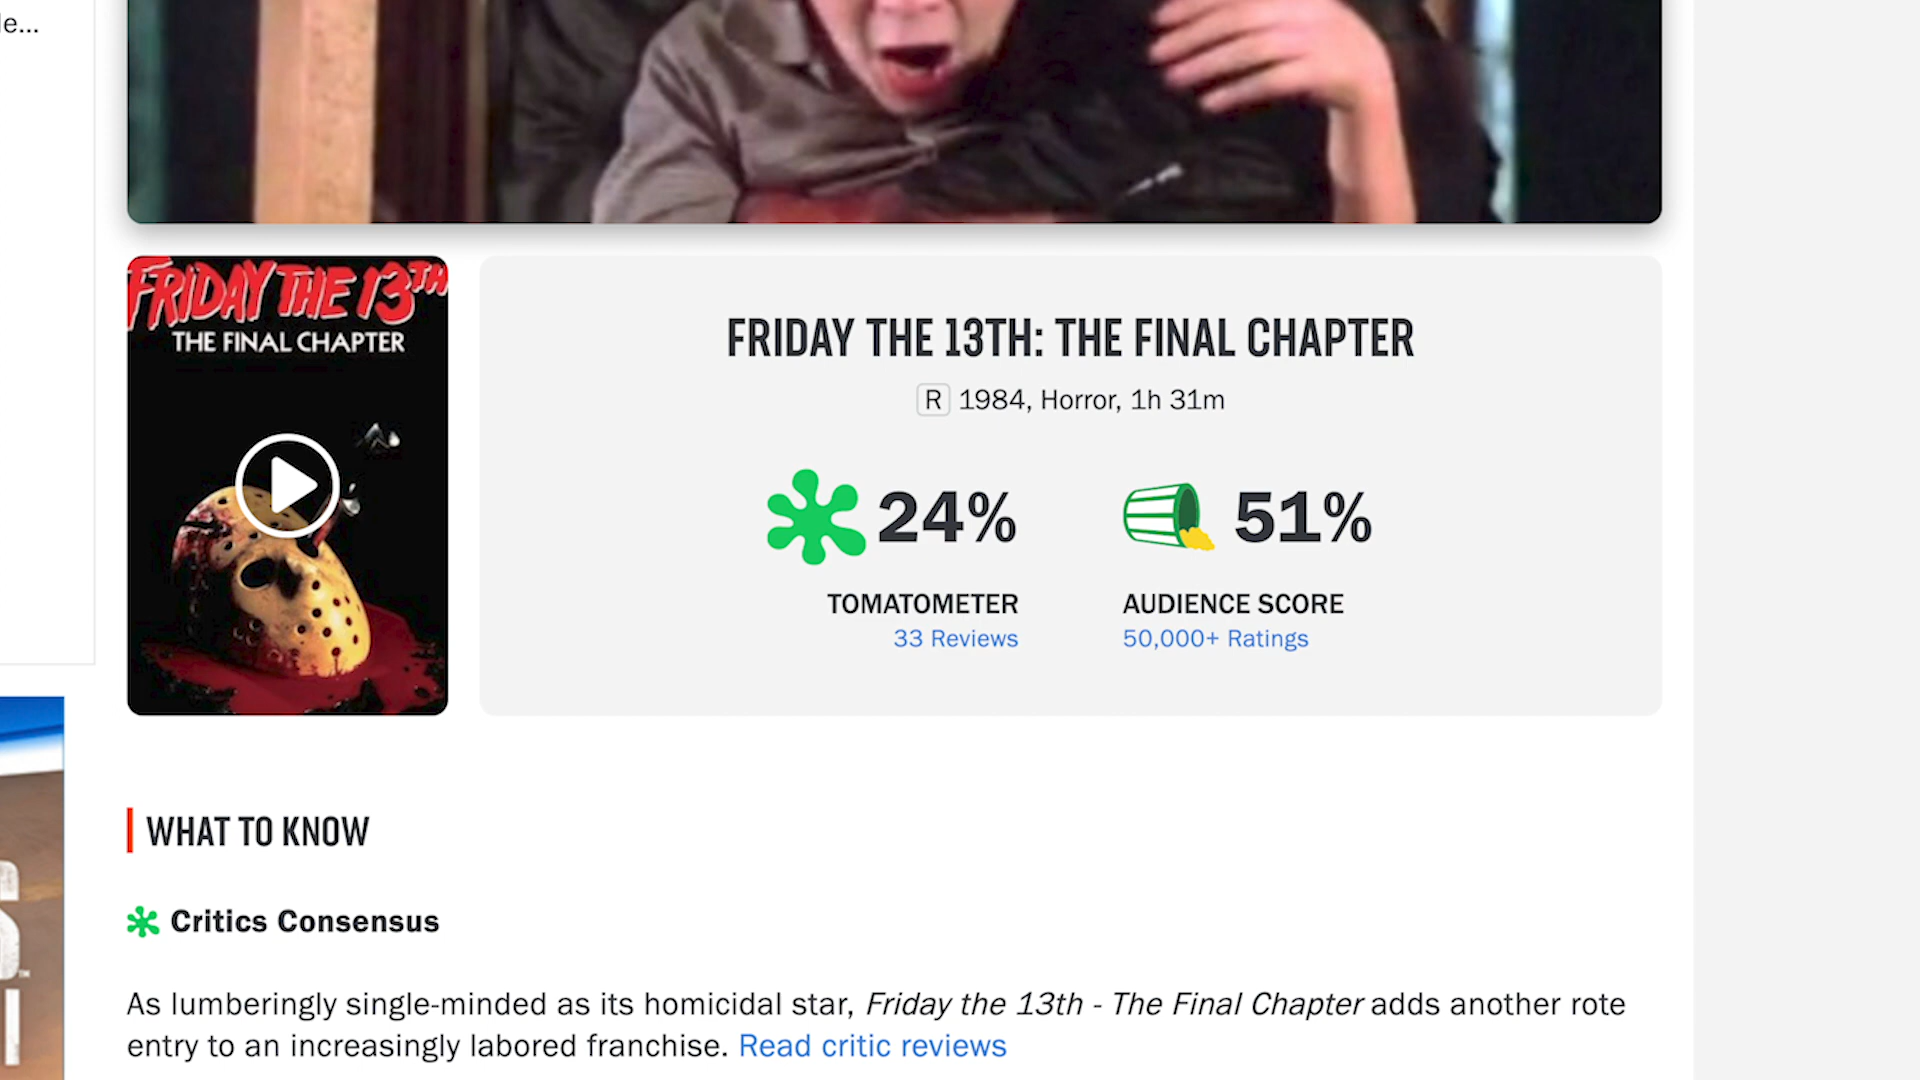 le...
FRIDAY THE 13TH
THE FINAL CHAPTER
FRIDAY THE 13TH: THE FINAL CHAPTER
R 1984, Horror, 1h 31m
24% 51%
TOMATOMETER AUDIENCE SCORE
33 Reviews 50,000+ Ratings
WHAT TO KNOW
Critics Consensus
As lumberingly single-minded as its homicidal star, Friday the 13th - The Final Chapter adds another rote
entry to an increasingly labored franchise. Read critic reviews